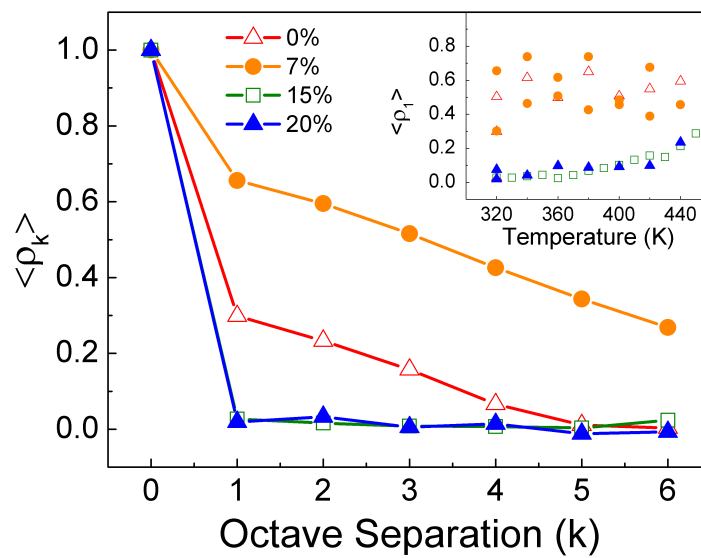 0%
7%
15%
20%
1.0
0.8
0.6
0.4
0.2
0.0
<ρk>
0 1 2 3 4 5 6
Octave Separation (k)
0.8
0.6
0.4
0.2
0.0
<ρ1>
320 360 400 440
Temperature (K)